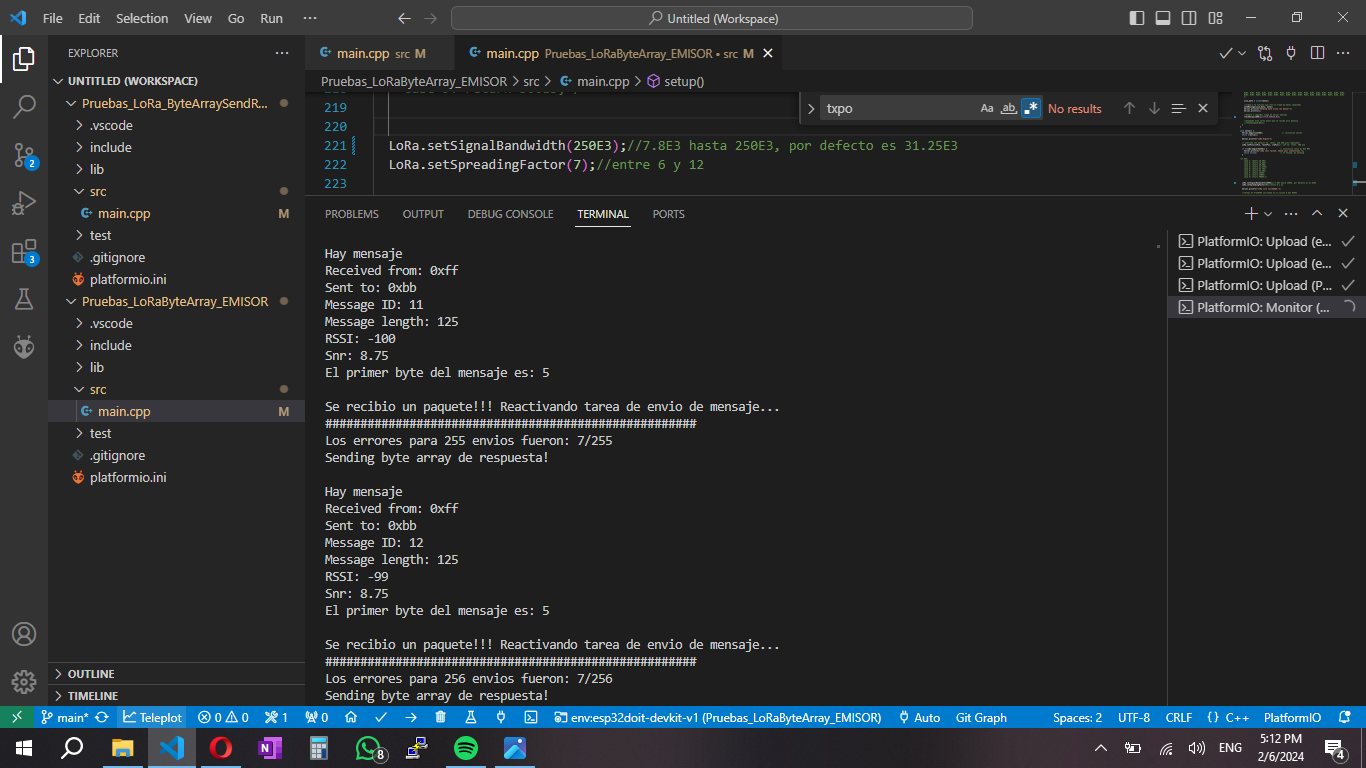 File Edit Selection View Go Run ··· Untitled (Workspace)
EXPLORER ···
UNTITLED (WORKSPACE)
Pruebas_LoRa_ByteArraySendR...
.vscode
include
lib
src
main.cpp M
test
.gitignore
platformio.ini
Pruebas_LoRaByteArray_EMISOR
.vscode
include
lib
src
main.cpp M
test
.gitignore
platformio.ini
OUTLINE
TIMELINE
2
3
main.cpp src M
main.cpp Pruebas_LoRaByteArray_EMISOR • src M
Pruebas_LoRaByteArray_EMISOR > src > main.cpp > setup()
txpo Aa ab .* No results
219
220
221 LoRa.setSignalBandwidth(250E3);//7.8E3 hasta 250E3, por defecto es 31.25E3
222 LoRa.setSpreadingFactor(7);//entre 6 y 12
223
PROBLEMS OUTPUT DEBUG CONSOLE TERMINAL PORTS
Hay mensaje
Received from: 0xff
Sent to: 0xbb
Message ID: 11
Message length: 125
RSSI: -100
Snr: 8.75
El primer byte del mensaje es: 5
Se recibio un paquete!!! Reactivando tarea de envio de mensaje...
#####################################################
Los errores para 255 envios fueron: 7/255
Sending byte array de respuesta!
Hay mensaje
Received from: 0xff
Sent to: 0xbb
Message ID: 12
Message length: 125
RSSI: -99
Snr: 8.75
El primer byte del mensaje es: 5
Se recibio un paquete!!! Reactivando tarea de envio de mensaje...
#####################################################
Los errores para 256 envios fueron: 7/256
Sending byte array de respuesta!
PlatformIO: Upload (e...
PlatformIO: Upload (e...
PlatformIO: Upload (P...
PlatformIO: Monitor (...
main* Teleplot 0 0 1 0 env:esp32doit-devkit-v1 (Pruebas_LoRaByteArray_EMISOR) Auto Git Graph Spaces: 2 UTF-8 CRLF {} C++ PlatformIO
N 8 ENG 5:12 PM
2/6/2024 4